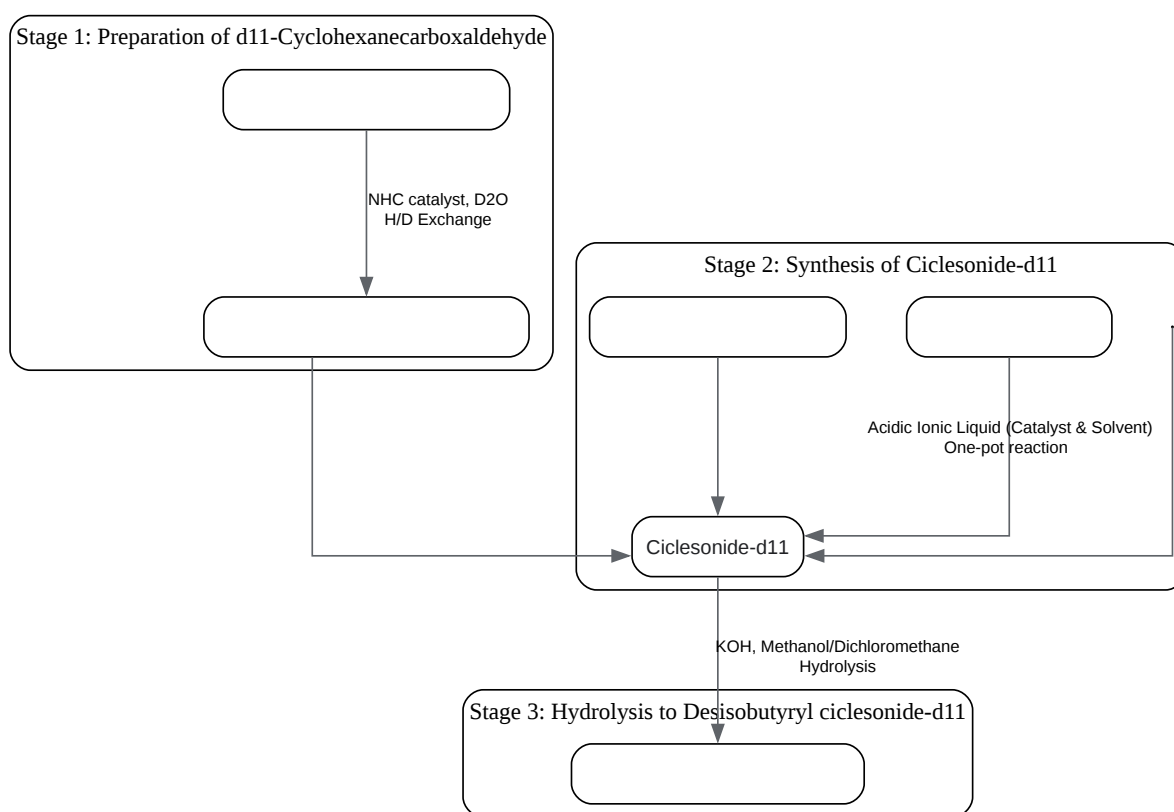 Stage 1: Preparation of d11-Cyclohexanecarboxaldehyde
NHC catalyst, D2O
H/D Exchange
Stage 2: Synthesis of Ciclesonide-d11
Acidic Ionic Liquid (Catalyst & Solvent)
One-pot reaction
Ciclesonide-d11
KOH, Methanol/Dichloromethane
Hydrolysis
Stage 3: Hydrolysis to Desisobutyryl ciclesonide-d11